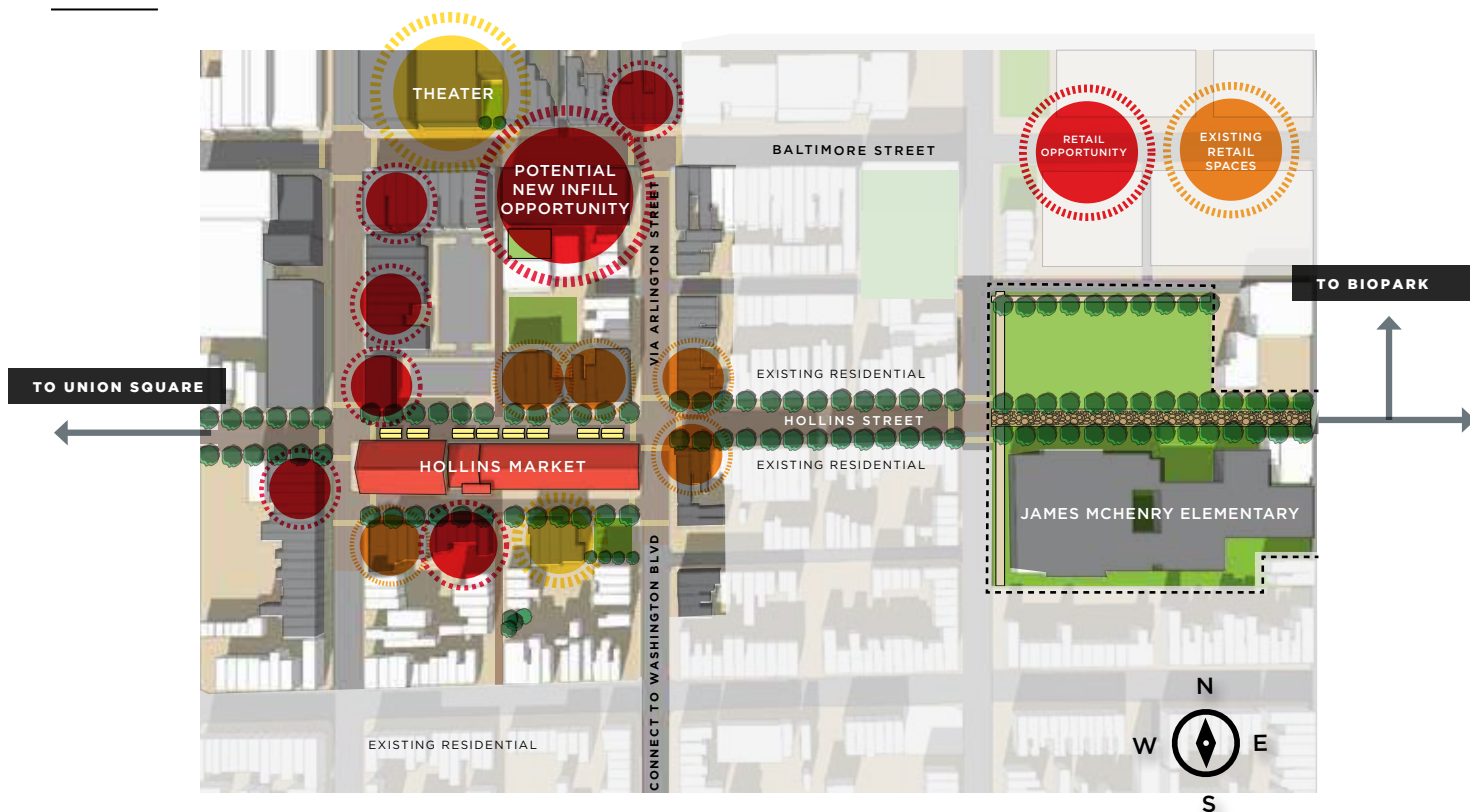 THEATER
POTENTIAL
NEW INFILL
OPPORTUNITY
BALTIMORE STREET
RETAIL
OPPORTUNITY
EXISTING
RETAIL
SPACES
VIA ARLINGTON STREET
TO BIOPARK
TO UNION SQUARE
EXISTING RESIDENTIAL
HOLLINS STREET
EXISTING RESIDENTIAL
HOLLINS MARKET
JAMES MCHENRY ELEMENTARY
CONNECT TO WASHINGTON BLVD
EXISTING RESIDENTIAL
N
W
E
S